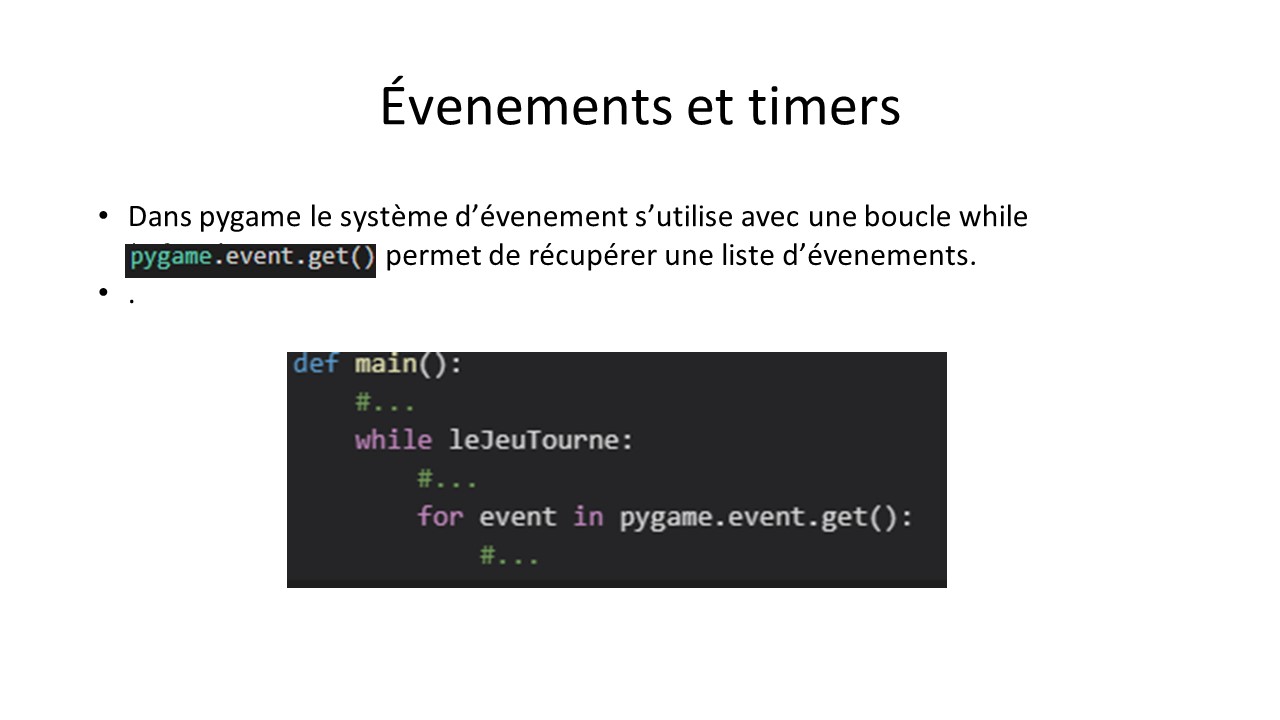 Évenements et timers
• Dans pygame le système d’évenement s’utilise avec une boucle while
pygame.event.get() permet de récupérer une liste d’évenements.
• .
def main():
    #...
    while leJeuTourne:
        #...
        for event in pygame.event.get():
            #...